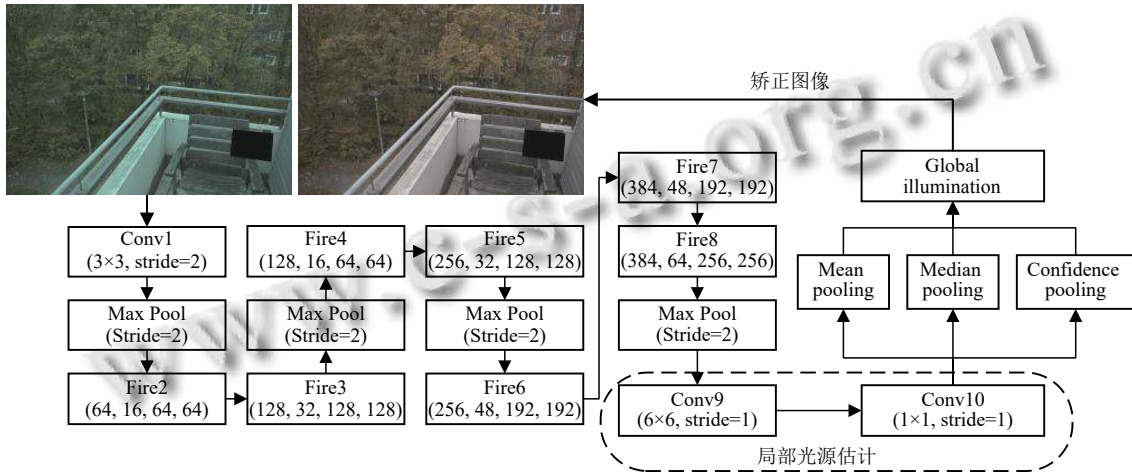 矫正图像
Conv1
(3×3, stride=2)
Max Pool
(Stride=2)
Fire2
(64, 16, 64, 64)
Fire3
(128, 32, 128, 128)
Max Pool
(Stride=2)
Fire4
(128, 16, 64, 64)
Fire5
(256, 32, 128, 128)
Max Pool
(Stride=2)
Fire6
(256, 48, 192, 192)
Fire7
(384, 48, 192, 192)
Fire8
(384, 64, 256, 256)
Max Pool
(Stride=2)
Conv9
(6×6, stride=1)
Conv10
(1×1, stride=1)
局部光源估计
Mean
pooling
Median
pooling
Confidence
pooling
Global
illumination
www.c-s-a.org.cn